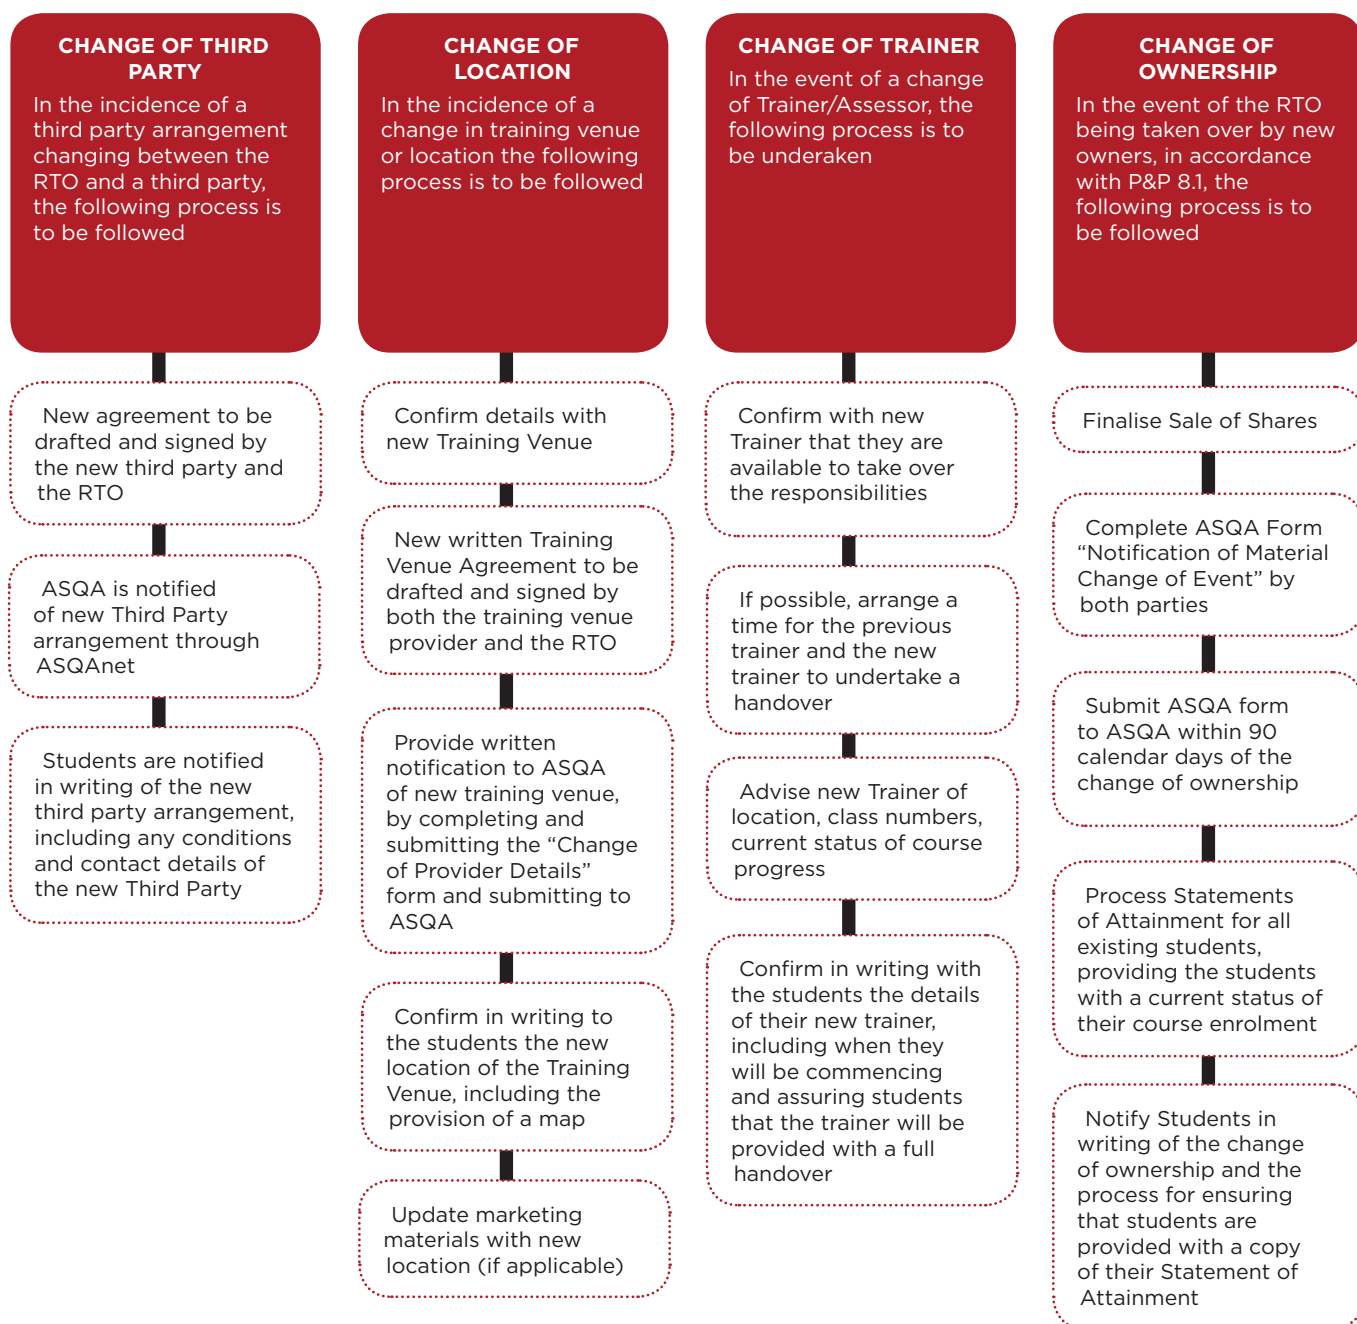 CHANGE OF THIRD
PARTY
In the incidence of a
third party arrangement
changing between the
RTO and a third party,
the following process is
to be followed
New agreement to be
drafted and signed by
the new third party and
the RTO
ASQA is notified
of new Third Party
arrangement through
ASQAnet
Students are notified
in writing of the new
third party arrangement,
including any conditions
and contact details of
the new Third Party
CHANGE OF
LOCATION
In the incidence of a
change in training venue
or location the following
process is to be followed
Confirm details with
new Training Venue
New written Training
Venue Agreement to be
drafted and signed by
both the training venue
provider and the RTO
Provide written
notification to ASQA
of new training venue,
by completing and
submitting the “Change
of Provider Details”
form and submitting to
ASQA
Confirm in writing to
the students the new
location of the Training
Venue, including the
provision of a map
Update marketing
materials with new
location (if applicable)
CHANGE OF TRAINER
In the event of a change
of Trainer/Assessor, the
following process is to
be underaken
Confirm with new
Trainer that they are
available to take over
the responsibilities
If possible, arrange a
time for the previous
trainer and the new
trainer to undertake a
handover
Advise new Trainer of
location, class numbers,
current status of course
progress
Confirm in writing with
the students the details
of their new trainer,
including when they
will be commencing
and assuring students
that the trainer will be
provided with a full
handover
CHANGE OF
OWNERSHIP
In the event of the RTO
being taken over by new
owners, in accordance
with P&P 8.1, the
following process is to
be followed
Finalise Sale of Shares
Complete ASQA Form
“Notification of Material
Change of Event” by
both parties
Submit ASQA form
to ASQA within 90
calendar days of the
change of ownership
Process Statements
of Attainment for all
existing students,
providing the students
with a current status of
their course enrolment
Notify Students in
writing of the change
of ownership and the
process for ensuring
that students are
provided with a copy
of their Statement of
Attainment